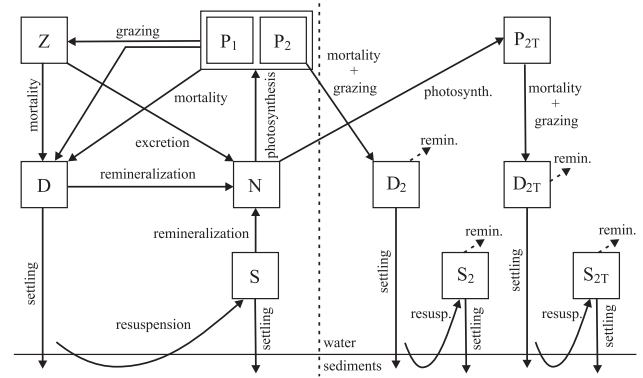 Z
grazing
P1
P2
P2T
mortality
+
grazing
mortality
photosynthesis
mortality
photosynth.
mortality
+
grazing
excretion
remin.
remin.
D
remineralization
N
D2
D2T
remineralization
remin.
remin.
settling
S
settling
S2
settling
S2T
resuspension
settling
resusp.
settling
resusp.
settling
water
sediments